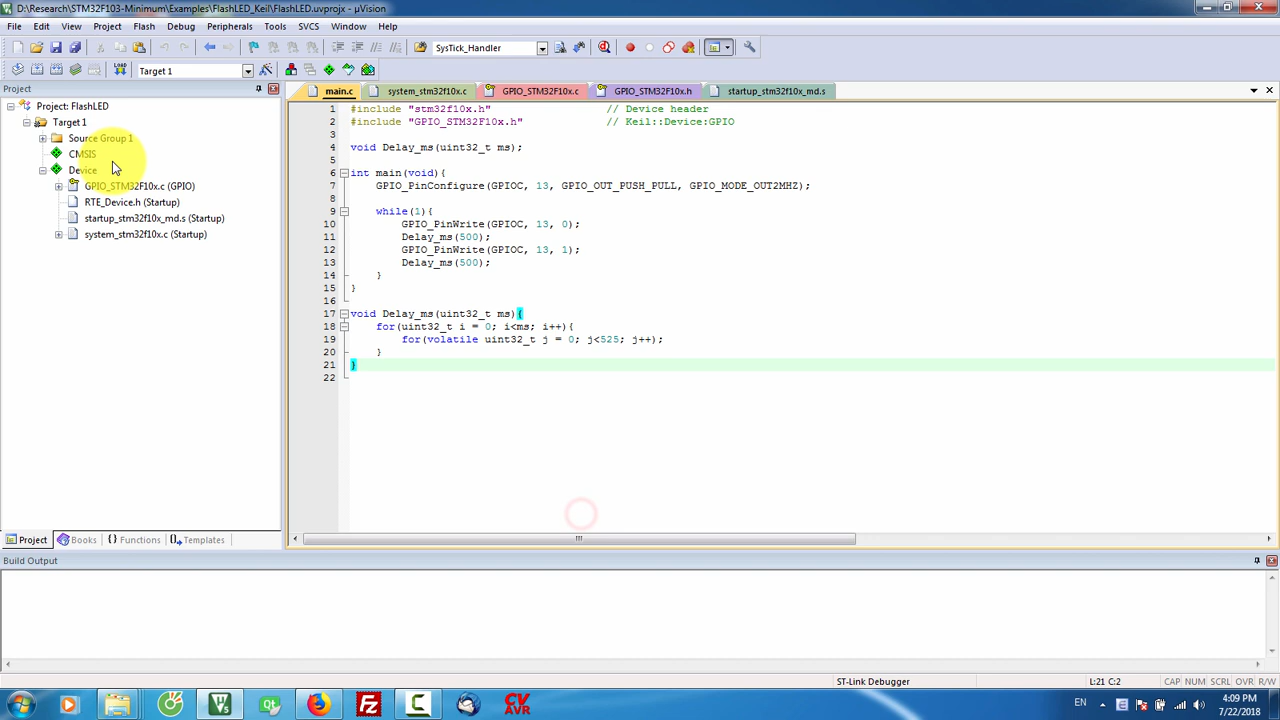 D:\Research\STM32F103-Minimum\Examples\FlashLED_Keil\FlashLED.uvprojx - µVision
File Edit View Project Flash Debug Peripherals Tools SVCS Window Help
SysTick_Handler
LOAD Target 1
Project
main.c system_stm32f10x.c GPIO_STM32F10x.c GPIO_STM32F10x.h startup_stm32f10x_md.s
Project: FlashLED
Target 1
Source Group 1
CMSIS
Device
GPIO_STM32F10x.c (GPIO)
RTE_Device.h (Startup)
startup_stm32f10x_md.s (Startup)
system_stm32f10x.c (Startup)
1 #include "stm32f10x.h" // Device header
2 #include "GPIO_STM32F10x.h" // Keil::Device:GPIO
3
4 void Delay_ms(uint32_t ms);
5
6 int main(void){
7 GPIO_PinConfigure(GPIOC, 13, GPIO_OUT_PUSH_PULL, GPIO_MODE_OUT2MHZ);
8
9 while(1){
10 GPIO_PinWrite(GPIOC, 13, 0);
11 Delay_ms(500);
12 GPIO_PinWrite(GPIOC, 13, 1);
13 Delay_ms(500);
14 }
15 }
16
17 void Delay_ms(uint32_t ms){
18 for(uint32_t i = 0; i<ms; i++){
19 for(volatile uint32_t j = 0; j<525; j++);
20 }
21 }
22
Project Books {} Functions Templates
Build Output
ST-Link Debugger L:21 C:2 CAP NUM SCRL OVR R/W
CV AVR
EN 4:09 PM
7/22/2018